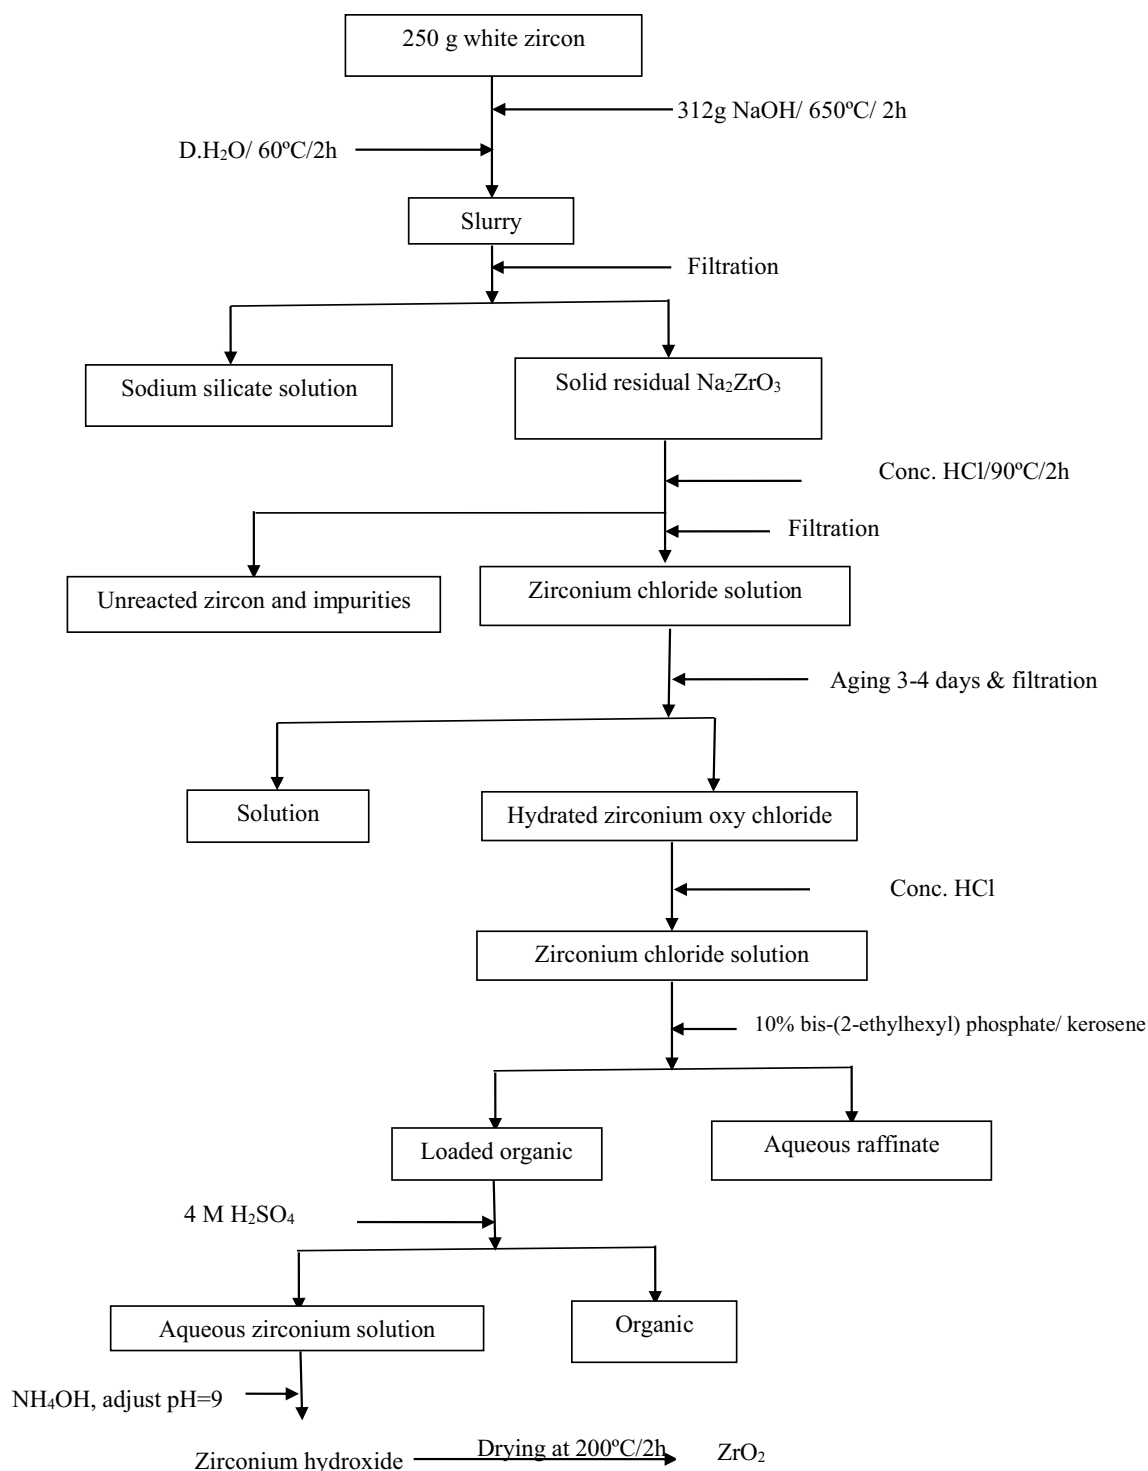 250 g white zircon
312g NaOH/ 650ºC/ 2h
D.H₂O/ 60ºC/2h
Slurry
Filtration
Sodium silicate solution
Solid residual Na₂ZrO₃
Conc. HCl/90ºC/2h
Filtration
Unreacted zircon and impurities
Zirconium chloride solution
Aging 3-4 days & filtration
Solution
Hydrated zirconium oxy chloride
Conc. HCl
Zirconium chloride solution
10% bis-(2-ethylhexyl) phosphate/ kerosene
Loaded organic
Aqueous raffinate
4 M H₂SO₄
Aqueous zirconium solution
Organic
NH₄OH, adjust pH=9
Zirconium hydroxide
Drying at 200ºC/2h
ZrO₂